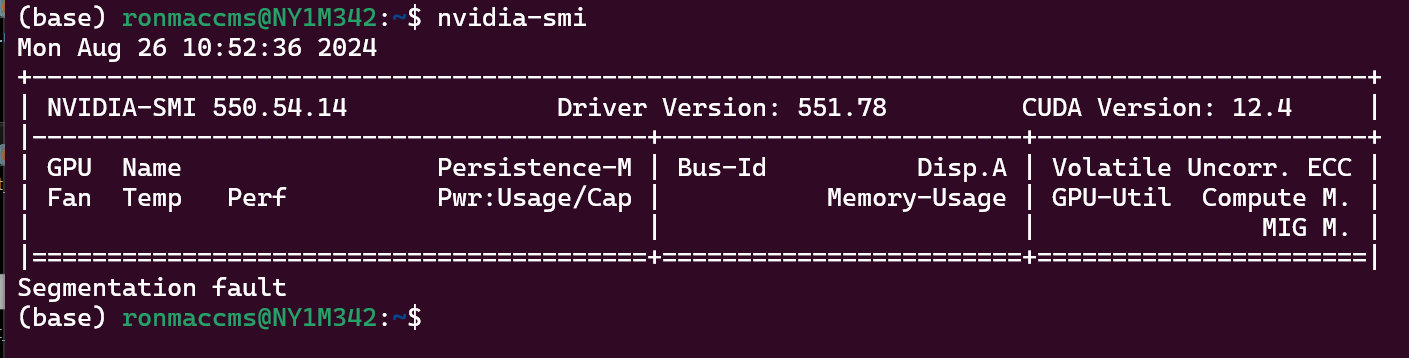 (base) ronmaccms@NY1M342:~$ nvidia-smi
Mon Aug 26 10:52:36 2024
+-----------------------------------------------------------------------------------------+
| NVIDIA-SMI 550.54.14              Driver Version: 551.78         CUDA Version: 12.4     |
|-----------------------------------------+------------------------+----------------------+
| GPU  Name                 Persistence-M | Bus-Id          Disp.A | Volatile Uncorr. ECC |
| Fan  Temp   Perf          Pwr:Usage/Cap |           Memory-Usage | GPU-Util  Compute M. |
|                                         |                        |               MIG M. |
|=========================================+========================+======================|
Segmentation fault
(base) ronmaccms@NY1M342:~$